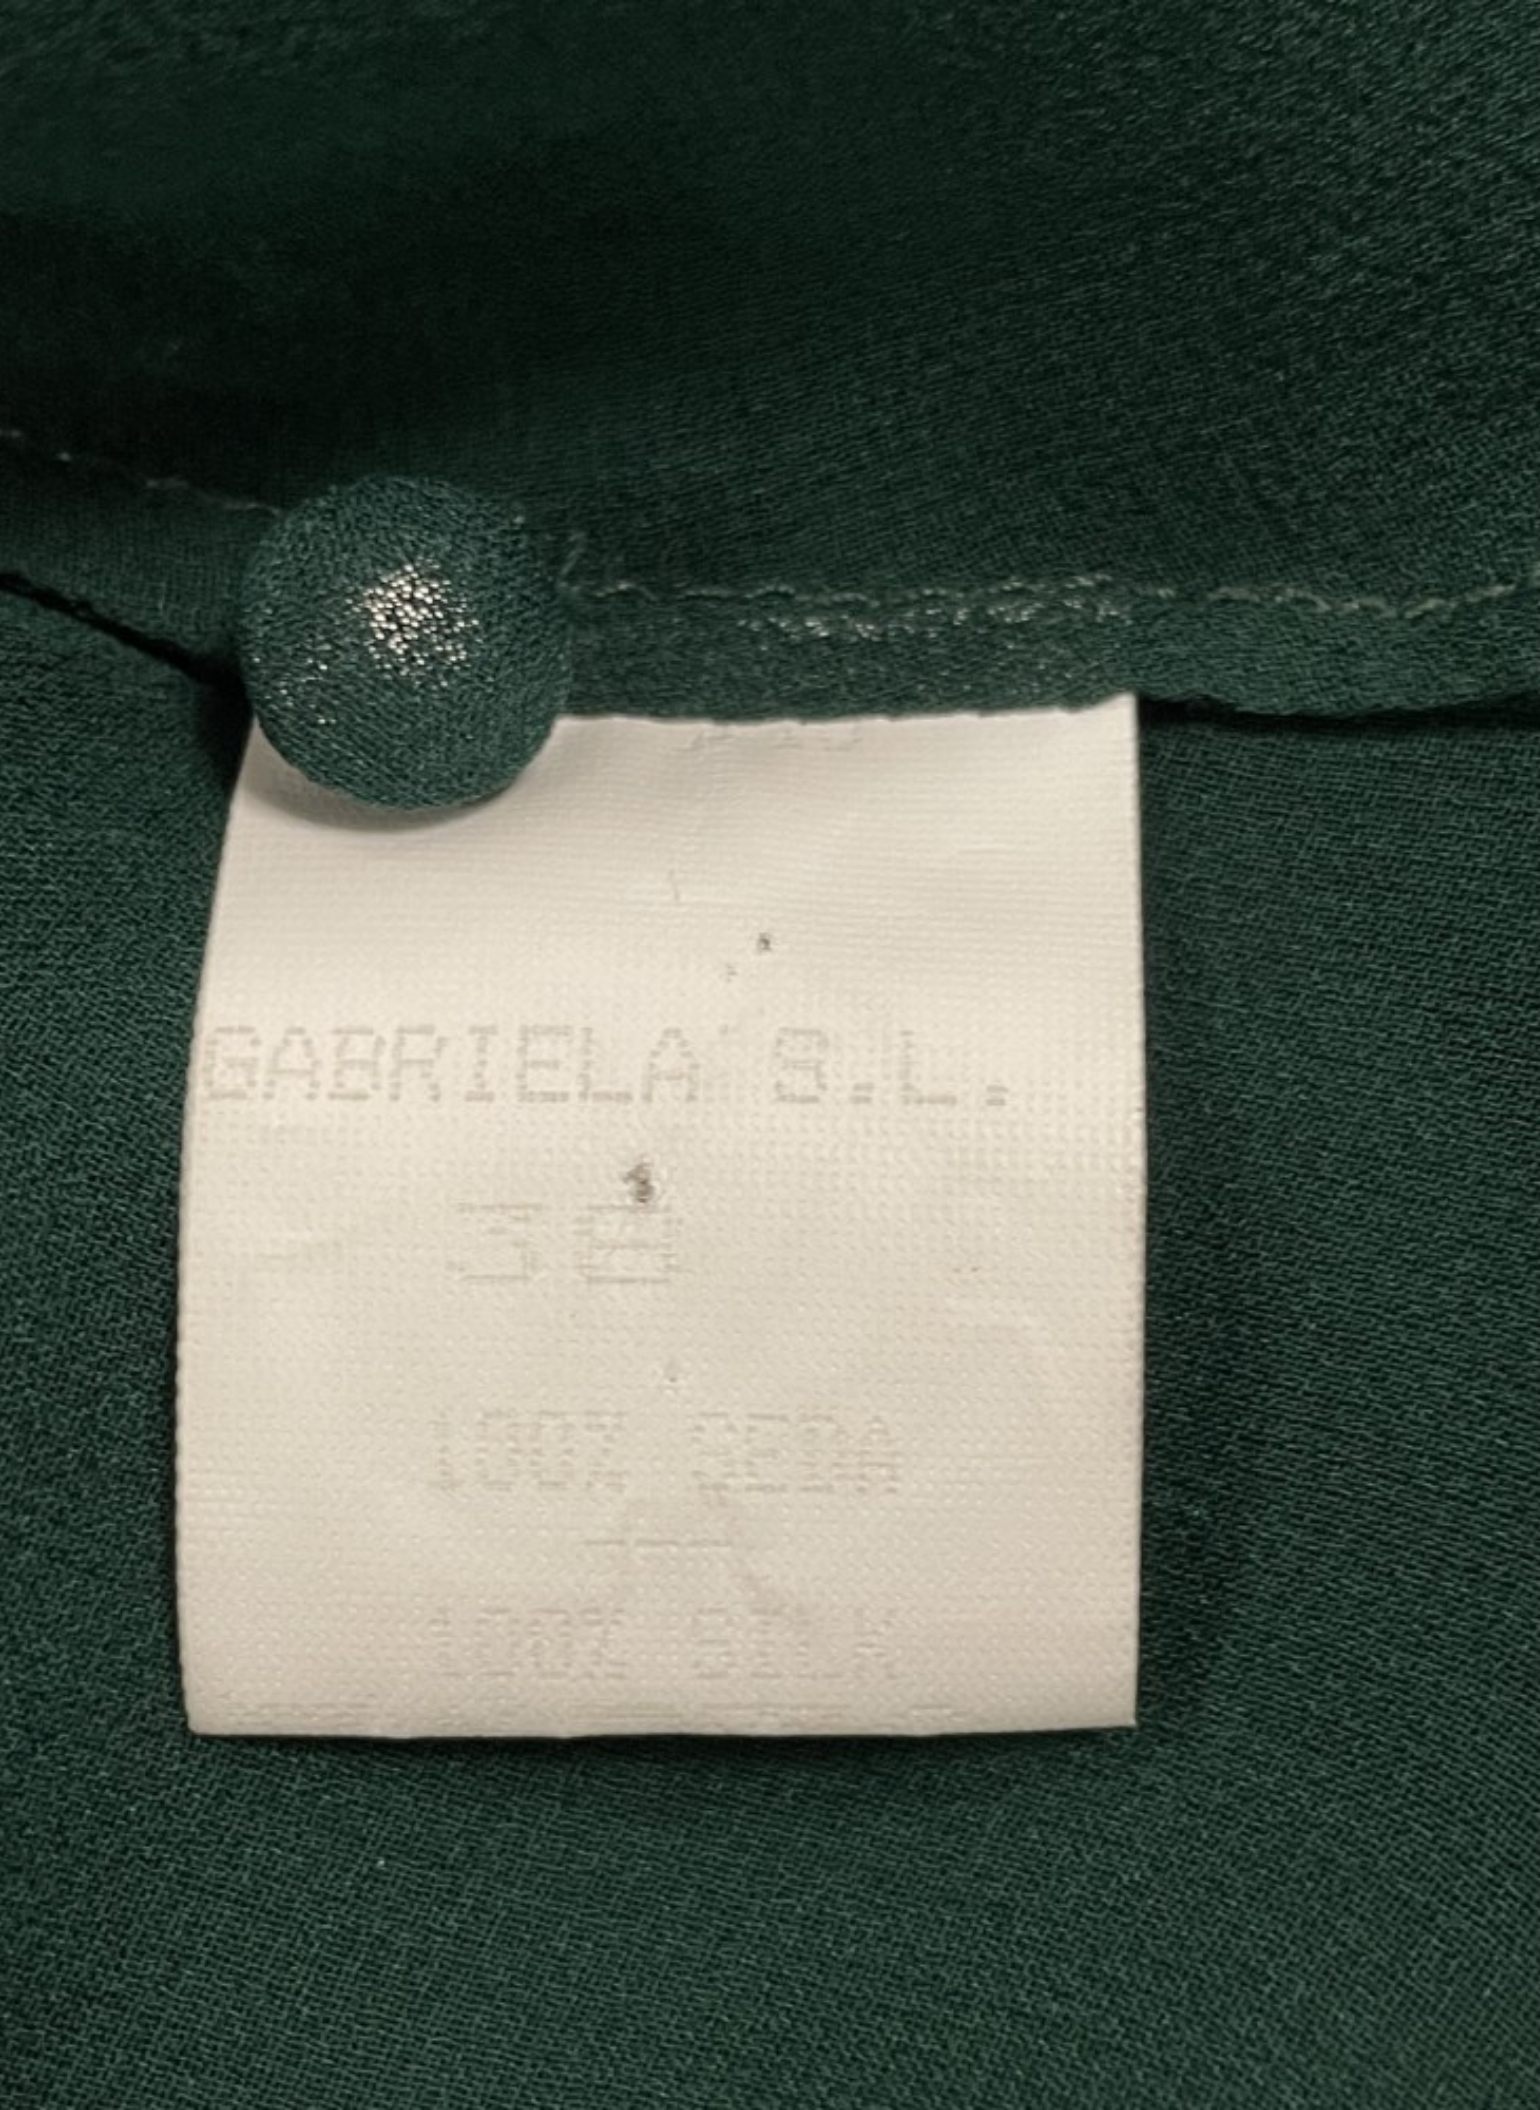 GABRIELA S.L.
38
100% SEDA
100% SILK